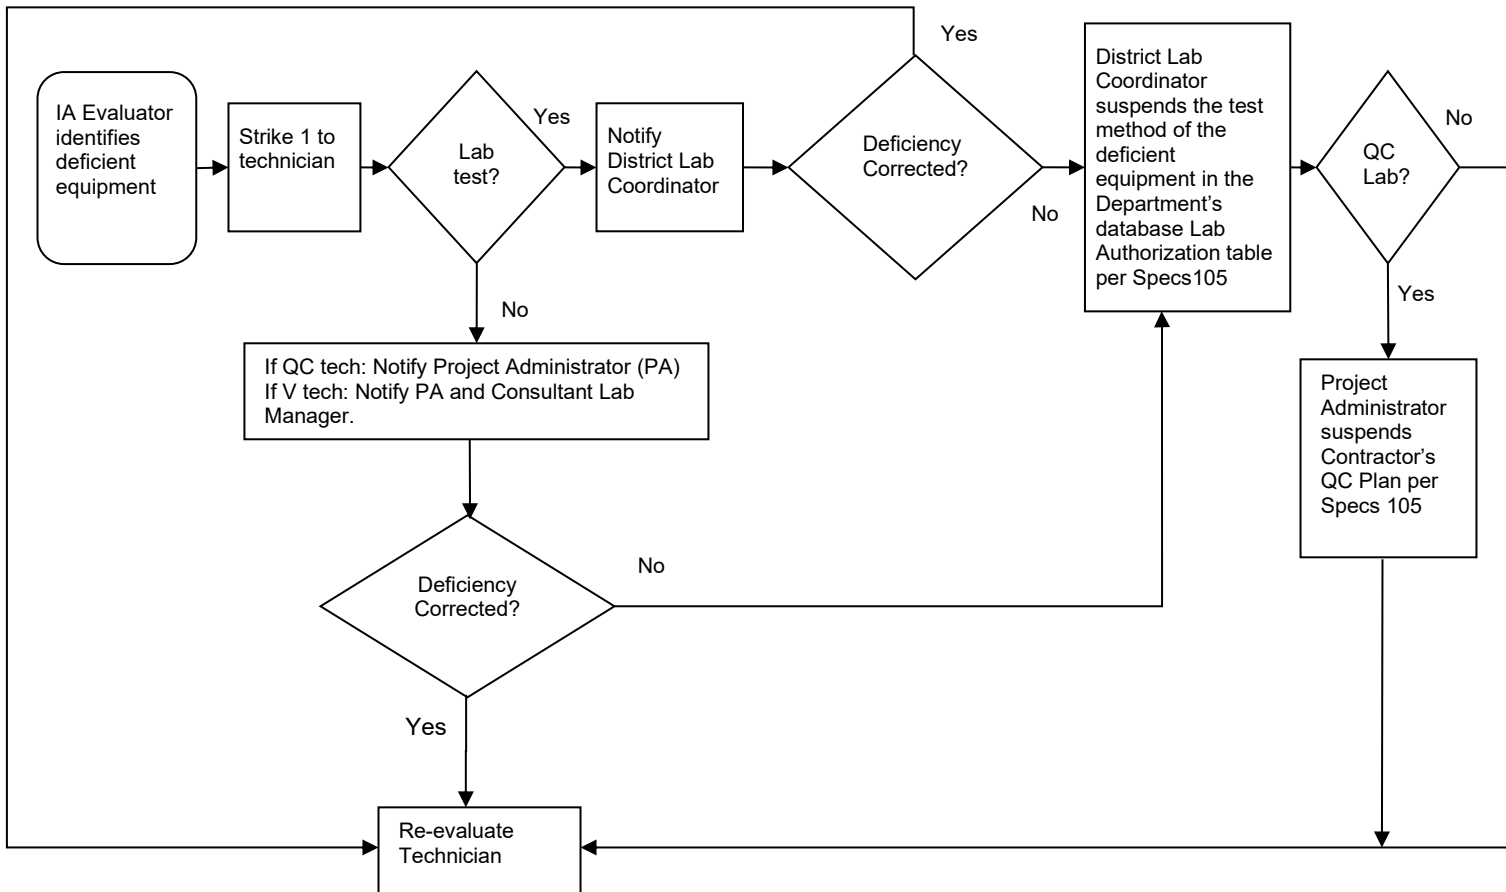 IA Evaluator
identifies
deficient
equipment
Strike 1 to
technician
Lab
test?
Yes
Notify
District Lab
Coordinator
Deficiency
Corrected?
Yes
No
District Lab
Coordinator
suspends the test
method of the
deficient
equipment in the
Department’s
database Lab
Authorization table
per Specs105
QC
Lab?
No
Yes
Project
Administrator
suspends
Contractor’s
QC Plan per
Specs 105
No
If QC tech: Notify Project Administrator (PA)
If V tech: Notify PA and Consultant Lab
Manager.
Deficiency
Corrected?
No
Yes
Re-evaluate
Technician